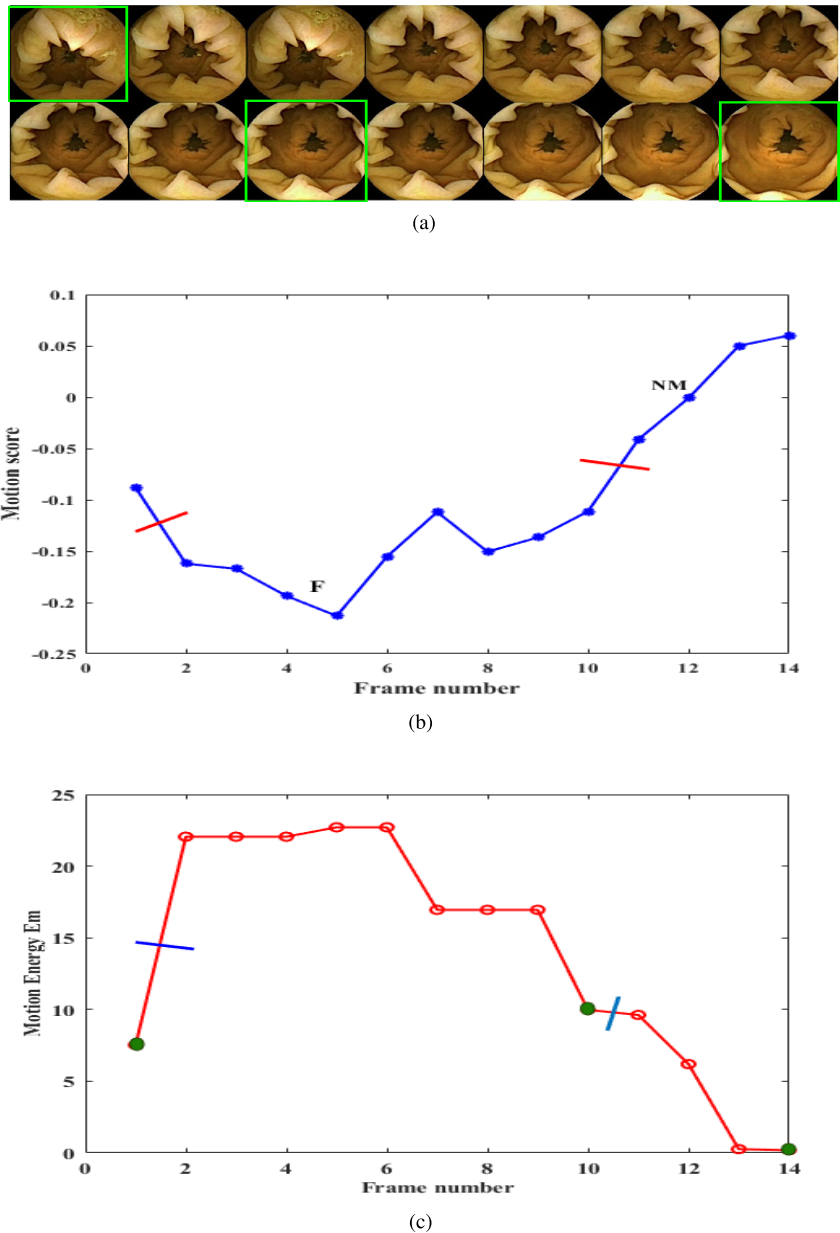 (a)
0.1
0.05
0
-0.05
-0.1
-0.15
-0.2
-0.25
Motion score
NM
F
0 2 4 6 8 10 12 14
Frame number
(b)
25
20
15
10
5
0
Motion Energy Em
0 2 4 6 8 10 12 14
Frame number
(c)